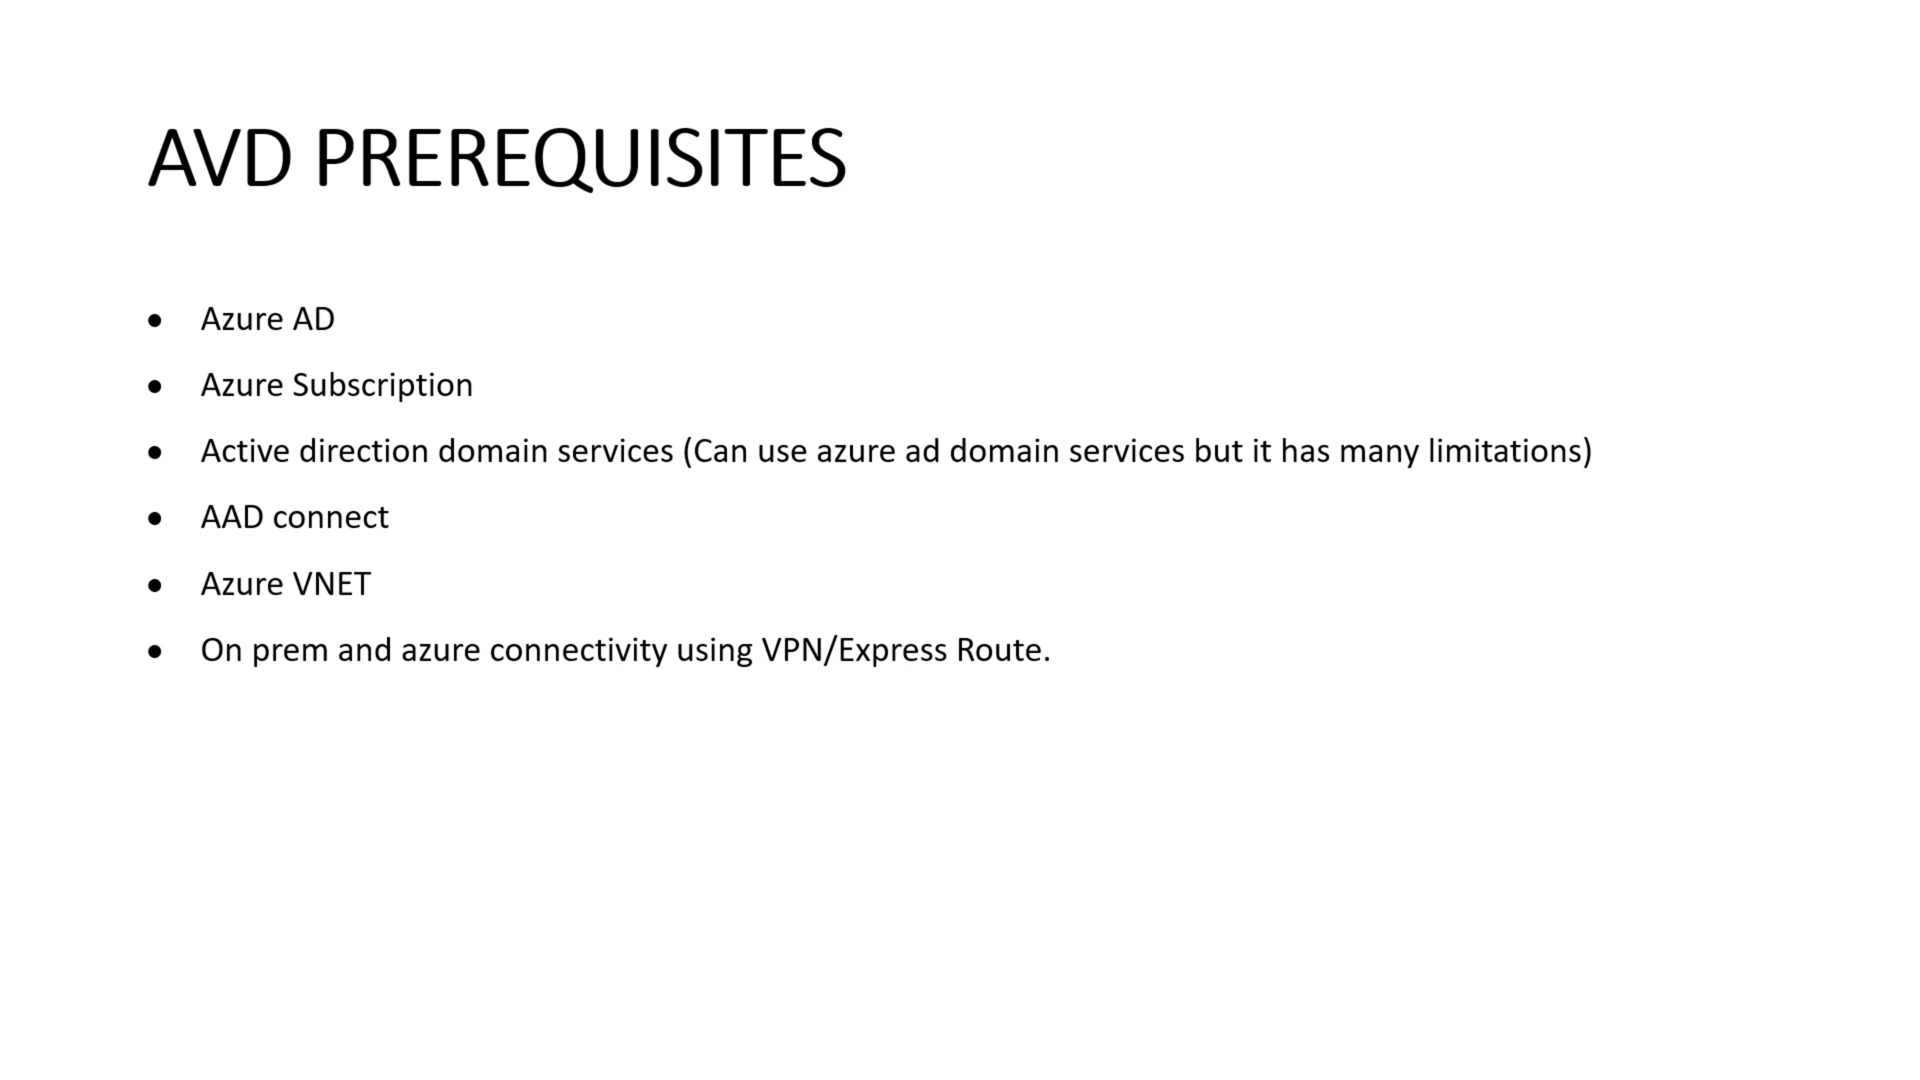 AVD PREREQUISITES
• Azure AD
• Azure Subscription
• Active direction domain services (Can use azure ad domain services but it has many limitations)
• AAD connect
• Azure VNET
• On prem and azure connectivity using VPN/Express Route.